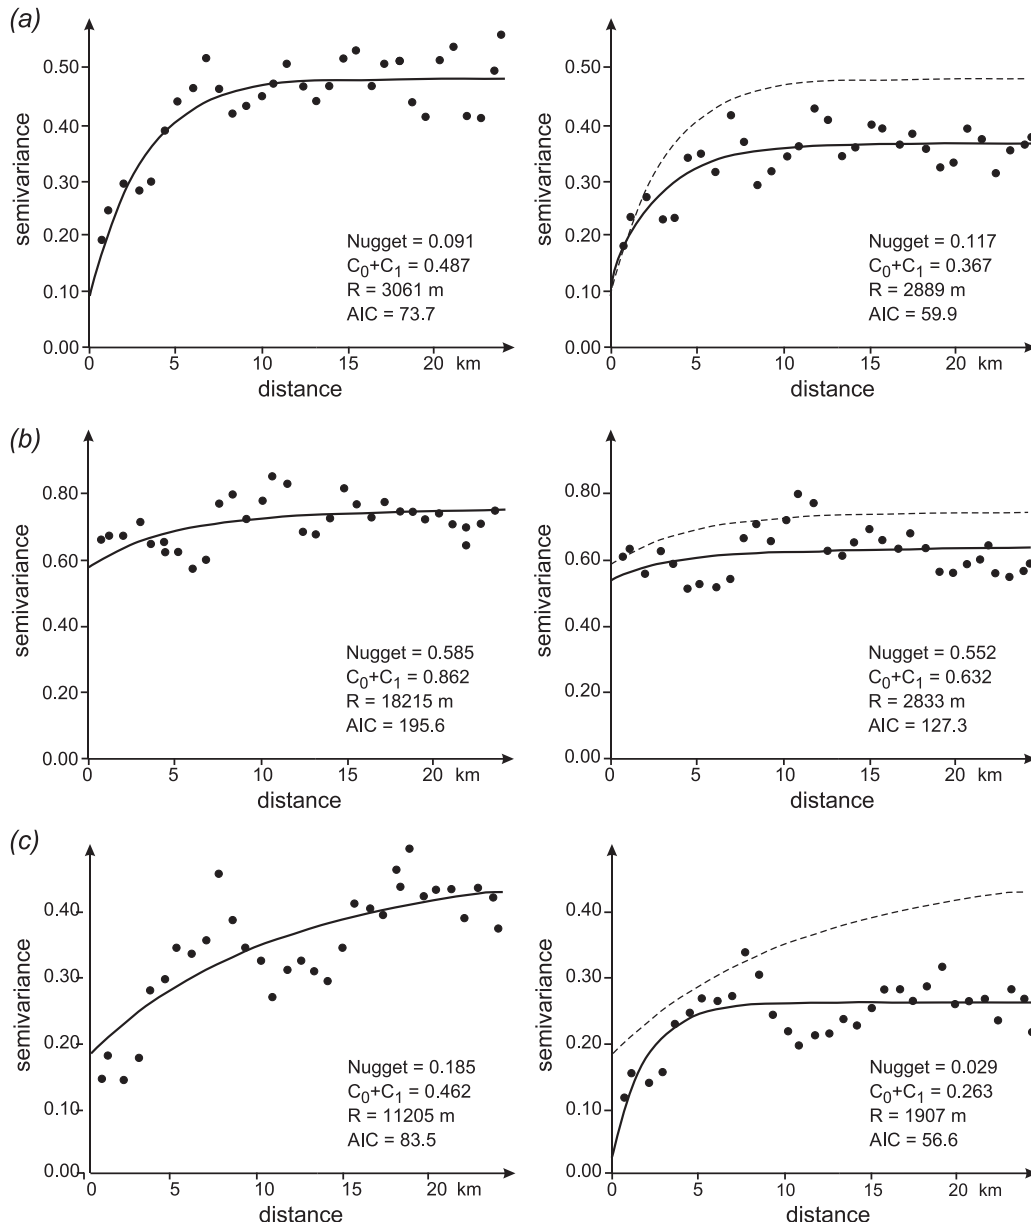 (a)
semivariance
0.50
0.40
0.30
0.20
0.10
0.00
0 5 10 15 20 km
distance
Nugget = 0.091
C₀+C₁ = 0.487
R = 3061 m
AIC = 73.7
semivariance
0.50
0.40
0.30
0.20
0.10
0.00
0 5 10 15 20 km
distance
Nugget = 0.117
C₀+C₁ = 0.367
R = 2889 m
AIC = 59.9
(b)
semivariance
0.80
0.60
0.40
0.20
0.00
0 5 10 15 20 km
distance
Nugget = 0.585
C₀+C₁ = 0.862
R = 18215 m
AIC = 195.6
semivariance
0.80
0.60
0.40
0.20
0.00
0 5 10 15 20 km
distance
Nugget = 0.552
C₀+C₁ = 0.632
R = 2833 m
AIC = 127.3
(c)
semivariance
0.40
0.30
0.20
0.10
0.00
0 5 10 15 20 km
distance
Nugget = 0.185
C₀+C₁ = 0.462
R = 11205 m
AIC = 83.5
semivariance
0.40
0.30
0.20
0.10
0.00
0 5 10 15 20 km
distance
Nugget = 0.029
C₀+C₁ = 0.263
R = 1907 m
AIC = 56.6